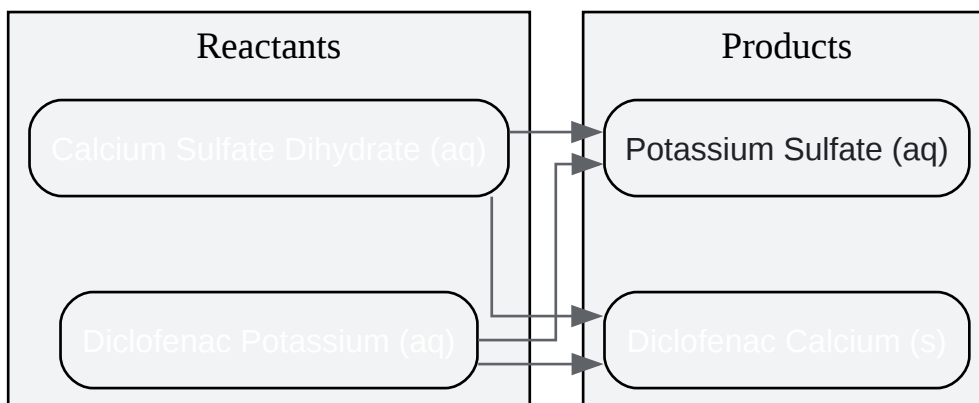 Reactants
Products
Calcium Sulfate Dihydrate (aq)
Potassium Sulfate (aq)
Diclofenac Potassium (aq)
Diclofenac Calcium (s)